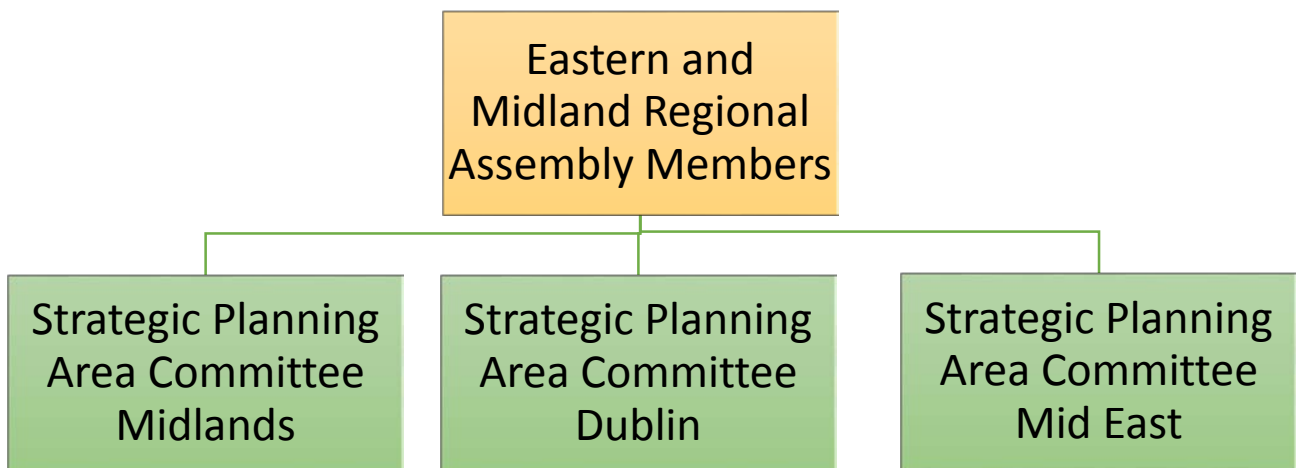 Eastern and
Midland Regional
Assembly Members
Strategic Planning
Area Committee
Midlands
Strategic Planning
Area Committee
Dublin
Strategic Planning
Area Committee
Mid East